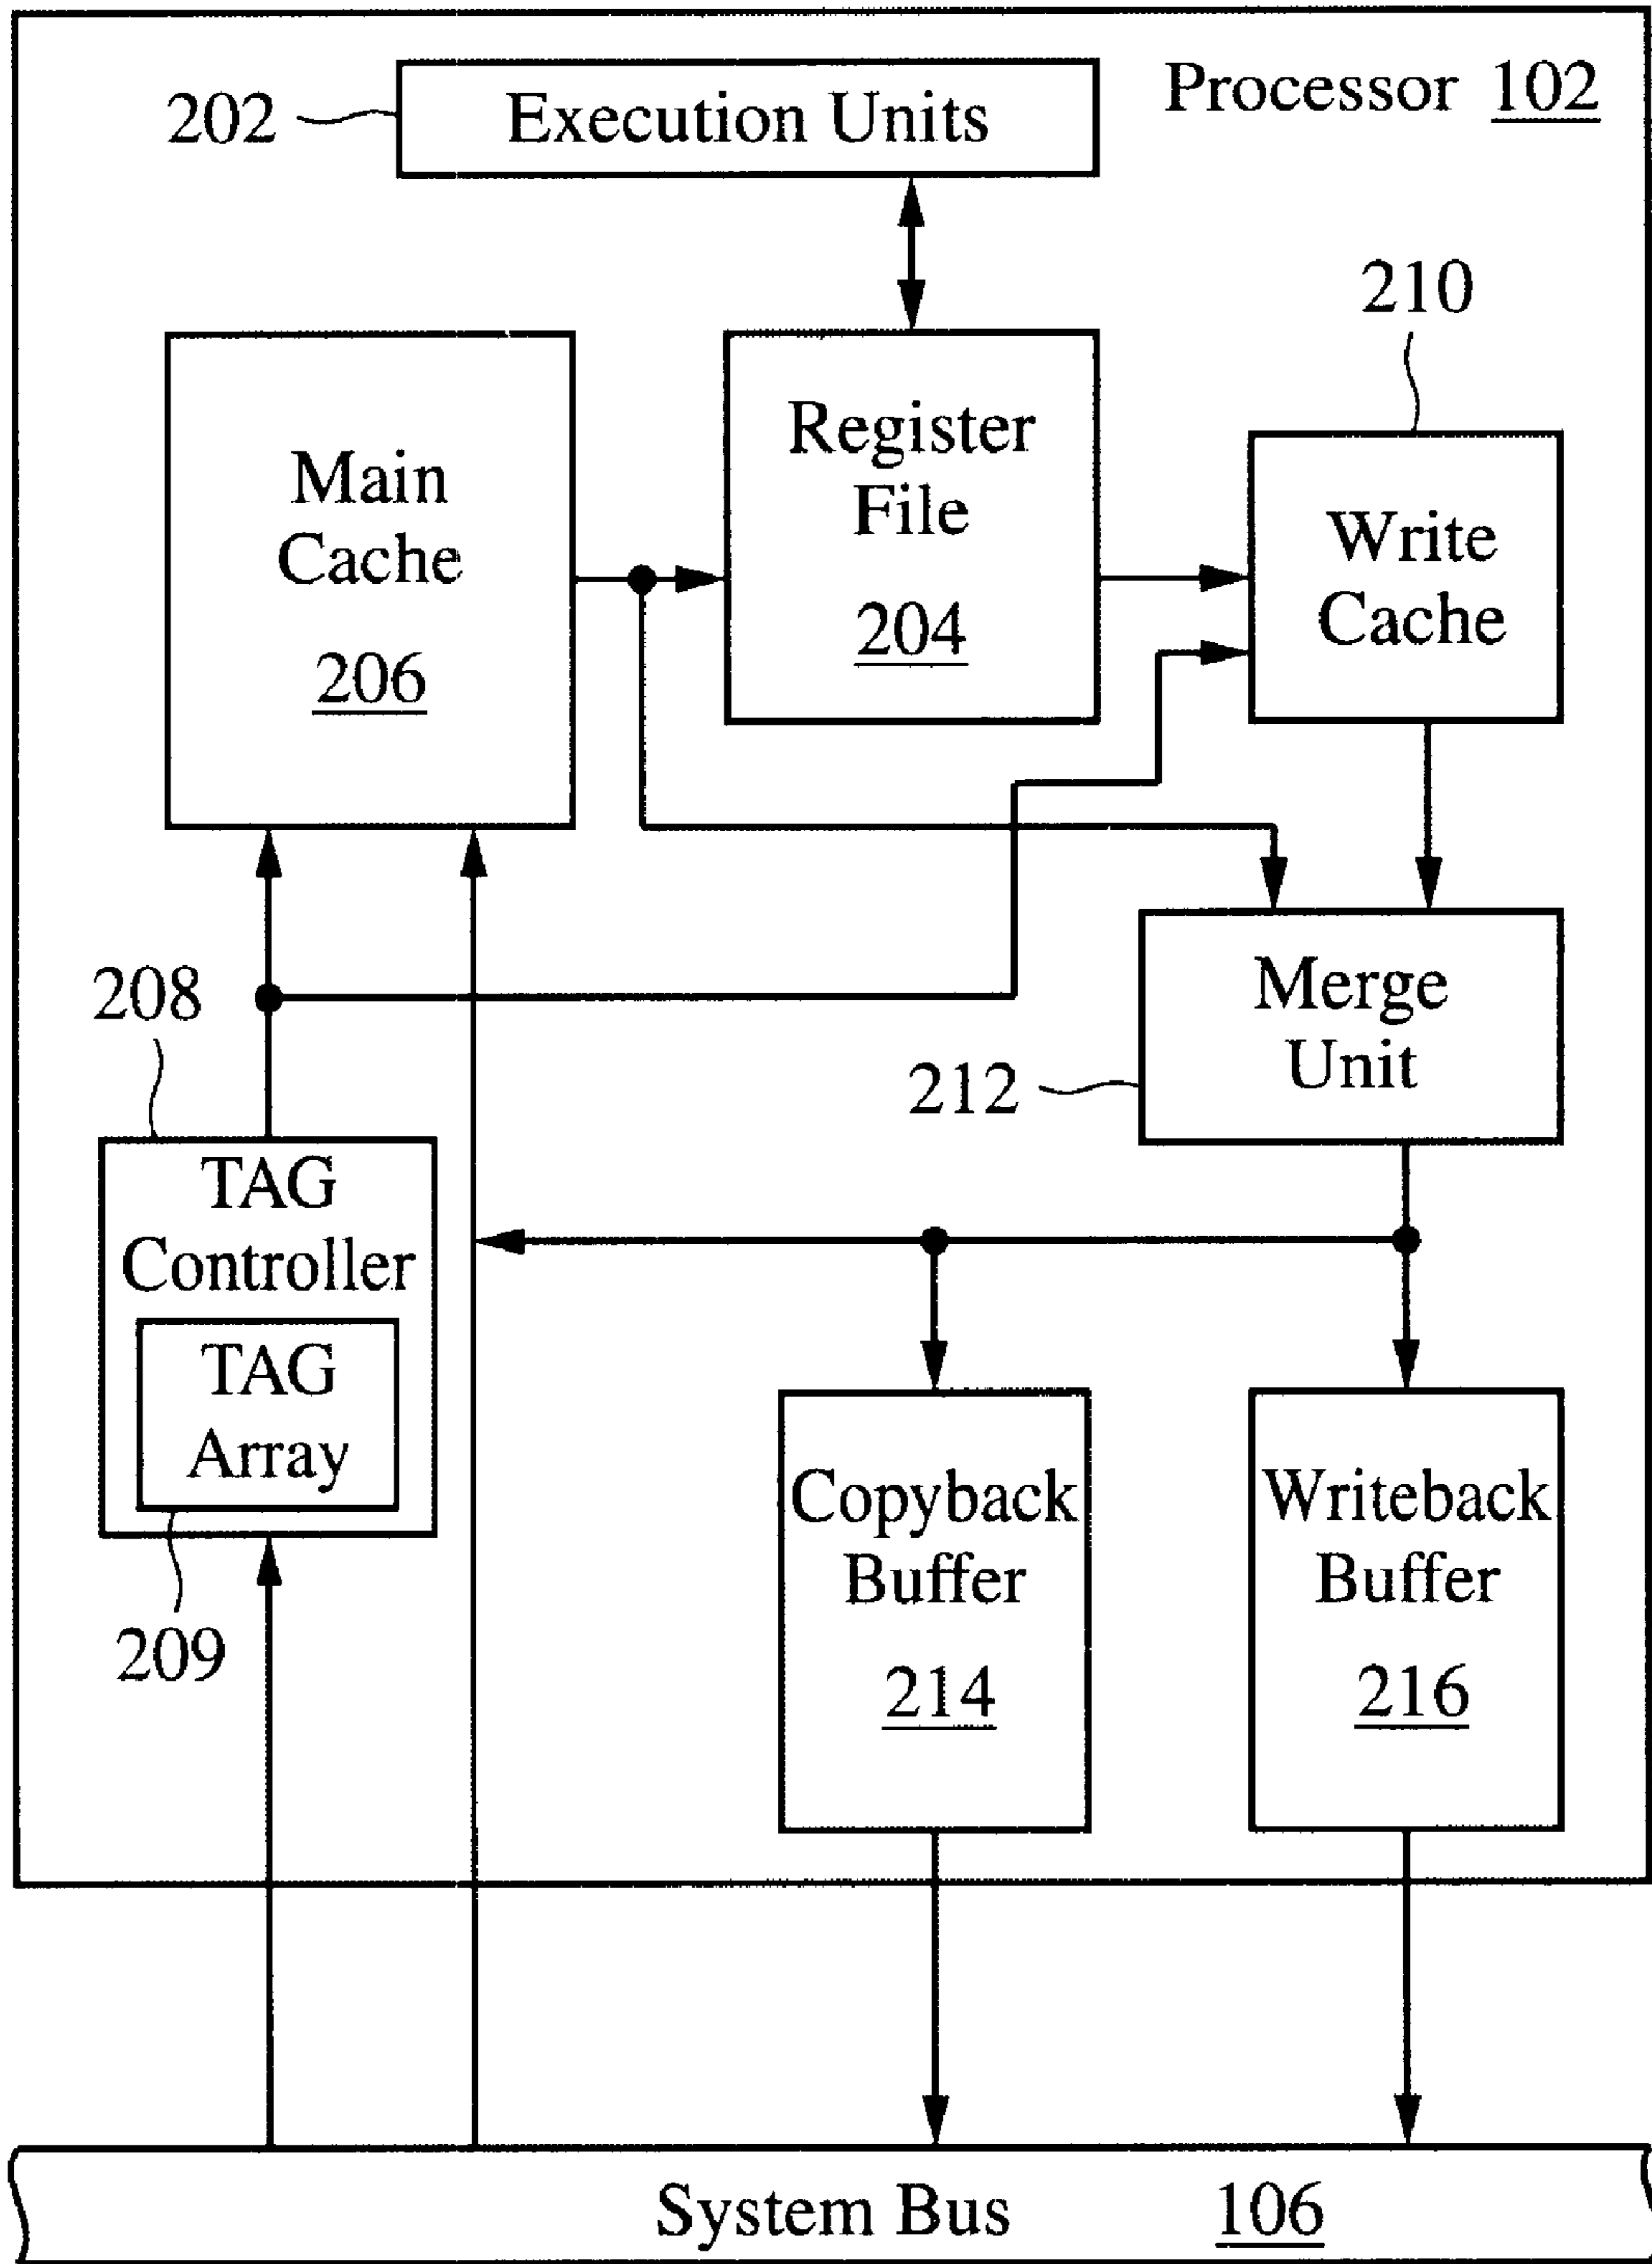 Processor 102
202
Execution Units
210
Main
Cache
206
Register
File
204
Write
Cache
208
Merge
Unit
212
TAG
Controller
TAG
Array
209
Copyback
Buffer
214
Writeback
Buffer
216
System Bus 106